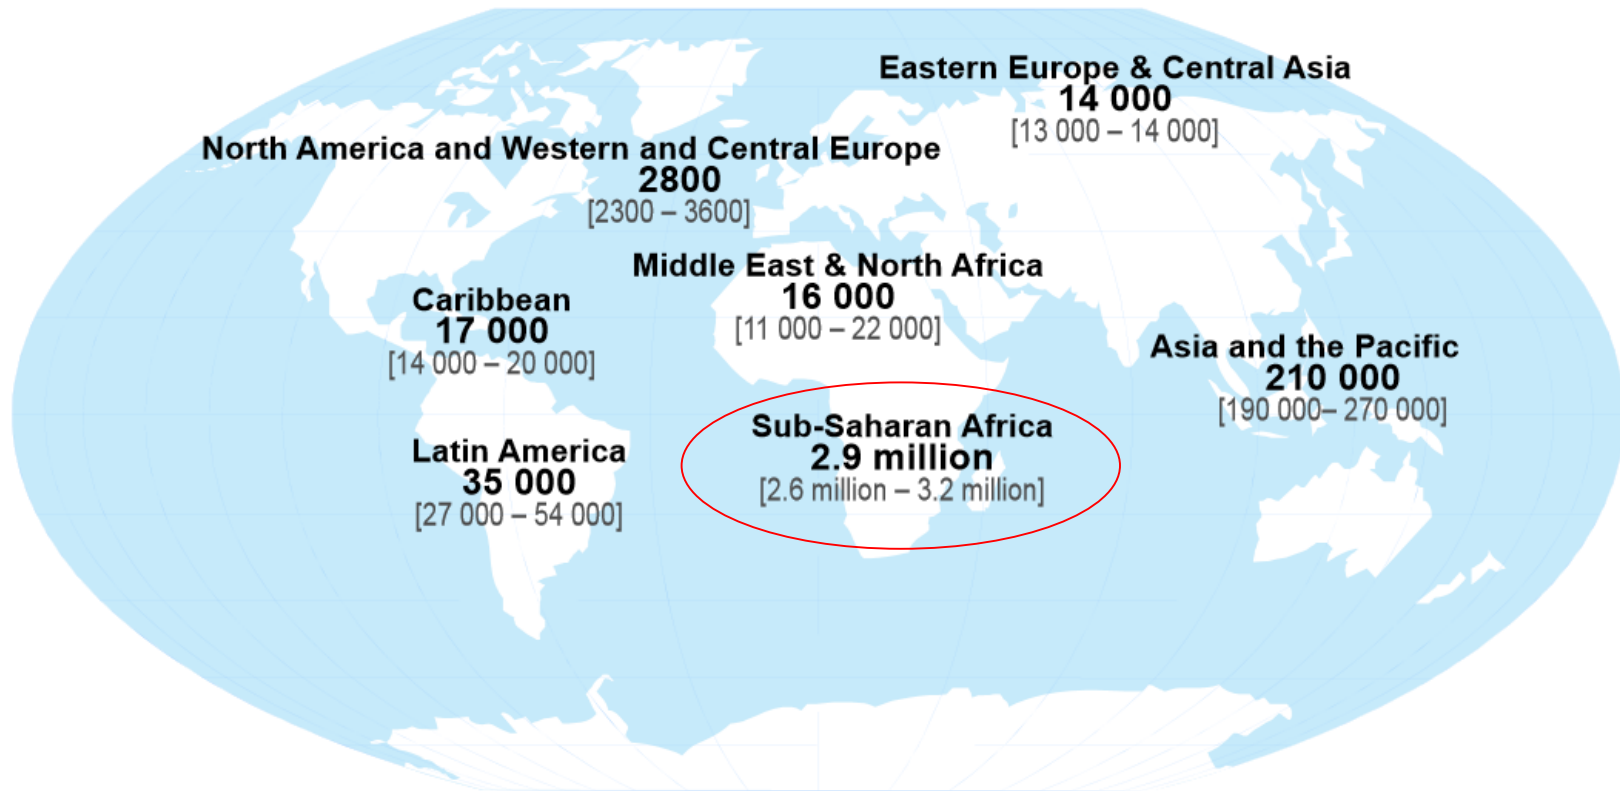 Eastern Europe & Central Asia
14 000
[13 000 – 14 000]
North America and Western and Central Europe
2800
[2300 – 3600]
Middle East & North Africa
16 000
[11 000 – 22 000]
Caribbean
17 000
[14 000 – 20 000]
Asia and the Pacific
210 000
[190 000– 270 000]
Sub-Saharan Africa
2.9 million
[2.6 million – 3.2 million]
Latin America
35 000
[27 000 – 54 000]